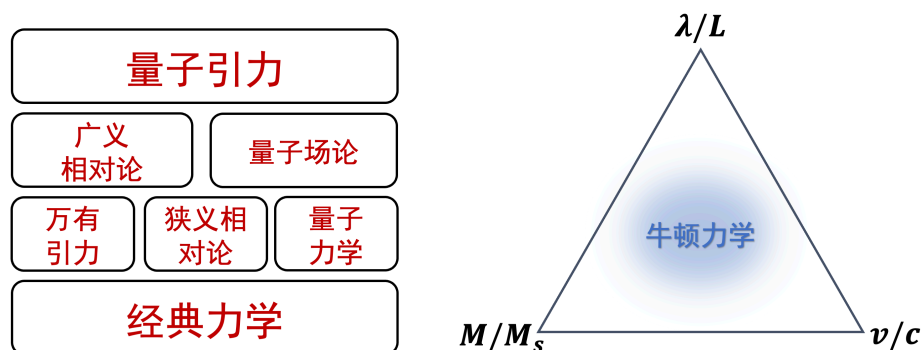 量子引力
广义
相对论
量子场论
万有
引力
狭义相
对论
量子
力学
经典力学
λ/L
牛顿力学
M/Mₛ
v/c